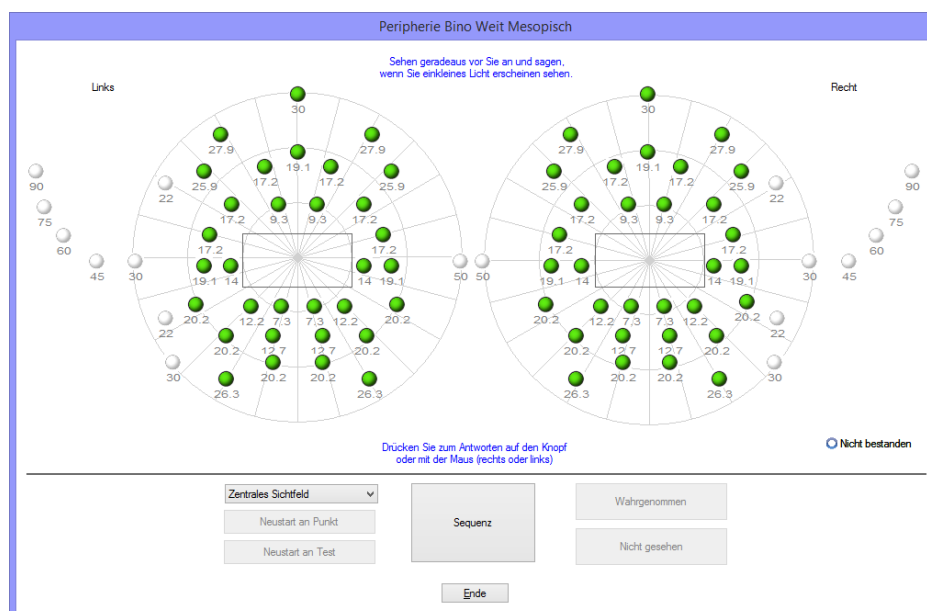 Peripherie Bino Weit Mesopisch
Sehen geradeaus vor Sie an und sagen,
wenn Sie einkleines Licht erscheinen sehen.
Links Recht
30 30
27.9 27.9 27.9 27.9
19.1 19.1
17.2 17.2 17.2 17.2
90 25.9 25.9 25.9 25.9 90
22 22
17.2 9.3 9.3 17.2 17.2 9.3 9.3 17.2
75 75
17.2 17.2 17.2 17.2
60 60
45 30 50 50 30 45
19.1 14 14 19.1 19.1 14 14 19.1
20.2 12.2 7.3 7.3 12.2 20.2 20.2 12.2 7.3 7.3 12.2 20.2
22 22
20.2 12.7 12.7 20.2 20.2 12.7 12.7 20.2
30 20.2 20.2 20.2 20.2 30
26.3 26.3 26.3 26.3
Drücken Sie zum Antworten auf den Knopf
oder mit der Maus (rechts oder links)
Nicht bestanden
Zentrales Sichtfeld
Neustart an Punkt
Neustart an Test
Sequenz
Wahrgenommen
Nicht gesehen
Ende